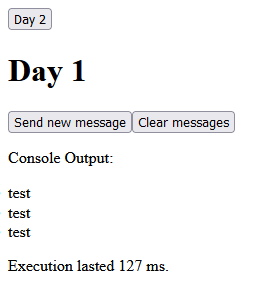 Day 2
Day 1
Send new message Clear messages
Console Output:
test
test
test
Execution lasted 127 ms.